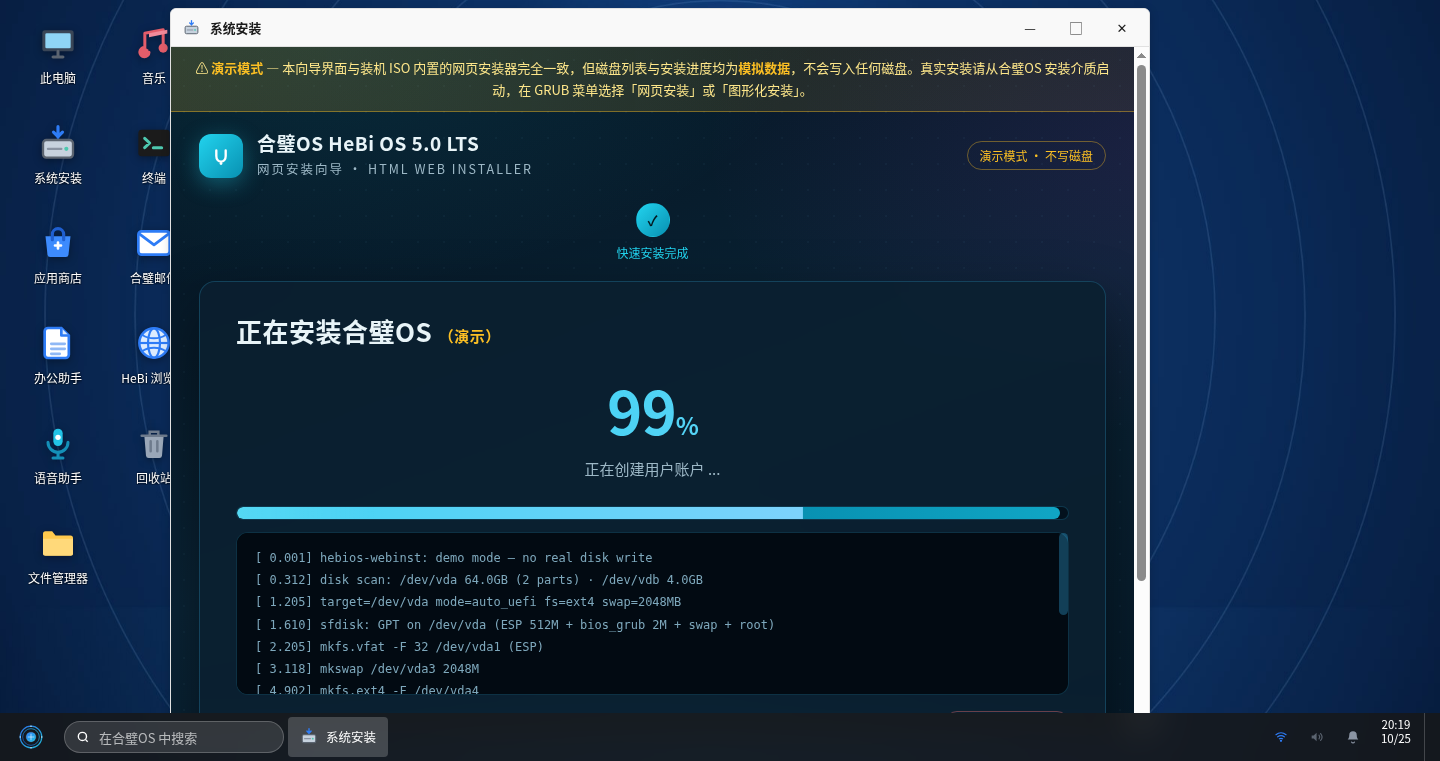 此电脑
音乐
系统安装
终端
应用商店
合璧邮
办公助手
HeBi 浏览
语音助手
回收站
文件管理器
系统安装
⚠ 演示模式 — 本向导界面与装机 ISO 内置的网页安装器完全一致，但磁盘列表与安装进度均为模拟数据，不会写入任何磁盘。真实安装请从合璧OS 安装介质启
动，在 GRUB 菜单选择「网页安装」或「图形化安装」。
合璧OS HeBi OS 5.0 LTS
网页安装向导 · HTML WEB INSTALLER
演示模式 · 不写磁盘
✓
快速安装完成
正在安装合璧OS （演示）
99%
正在创建用户账户 ...
[ 0.001] hebios-webinst: demo mode — no real disk write
[ 0.312] disk scan: /dev/vda 64.0GB (2 parts) · /dev/vdb 4.0GB
[ 1.205] target=/dev/vda mode=auto_uefi fs=ext4 swap=2048MB
[ 1.610] sfdisk: GPT on /dev/vda (ESP 512M + bios_grub 2M + swap + root)
[ 2.205] mkfs.vfat -F 32 /dev/vda1 (ESP)
[ 3.118] mkswap /dev/vda3 2048M
[ 4.902] mkfs.ext4 -F /dev/vda4
在合璧OS 中搜索
系统安装
20:19
10/25